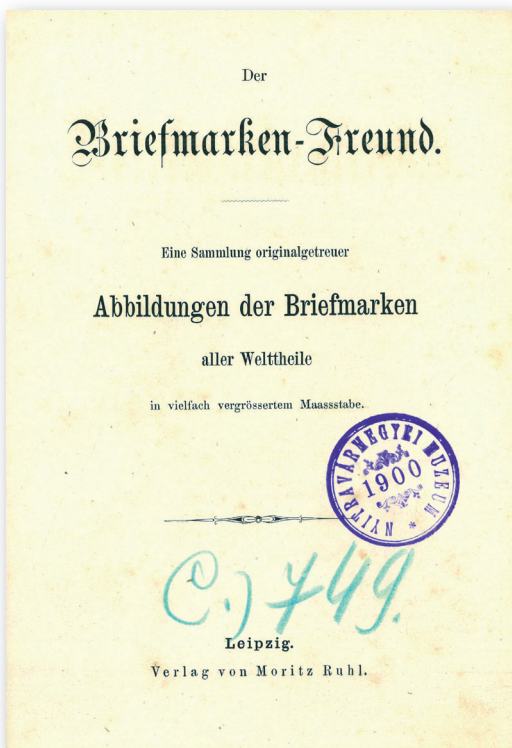 Der
Briefmarken-Freund.
Eine Sammlung originalgetreuer
Abbildungen der Briefmarken
aller Welttheile
in vielfach vergrössertem Maassstabe.
NYITRAVÁRMEGYEI MUZEUM *
1900
C.) 749.
Leipzig.
Verlag von Moritz Ruhl.